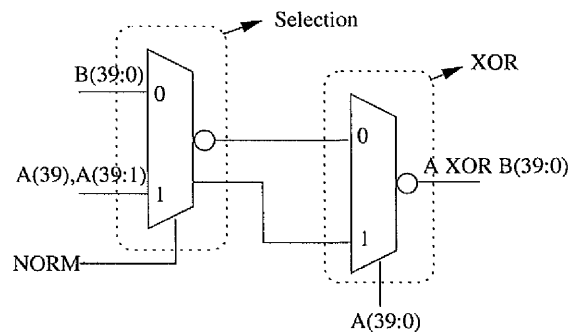 Selection
B(39:0)
XOR
0
0
A XOR B(39:0)
A(39),A(39:1)
1
1
NORM
A(39:0)